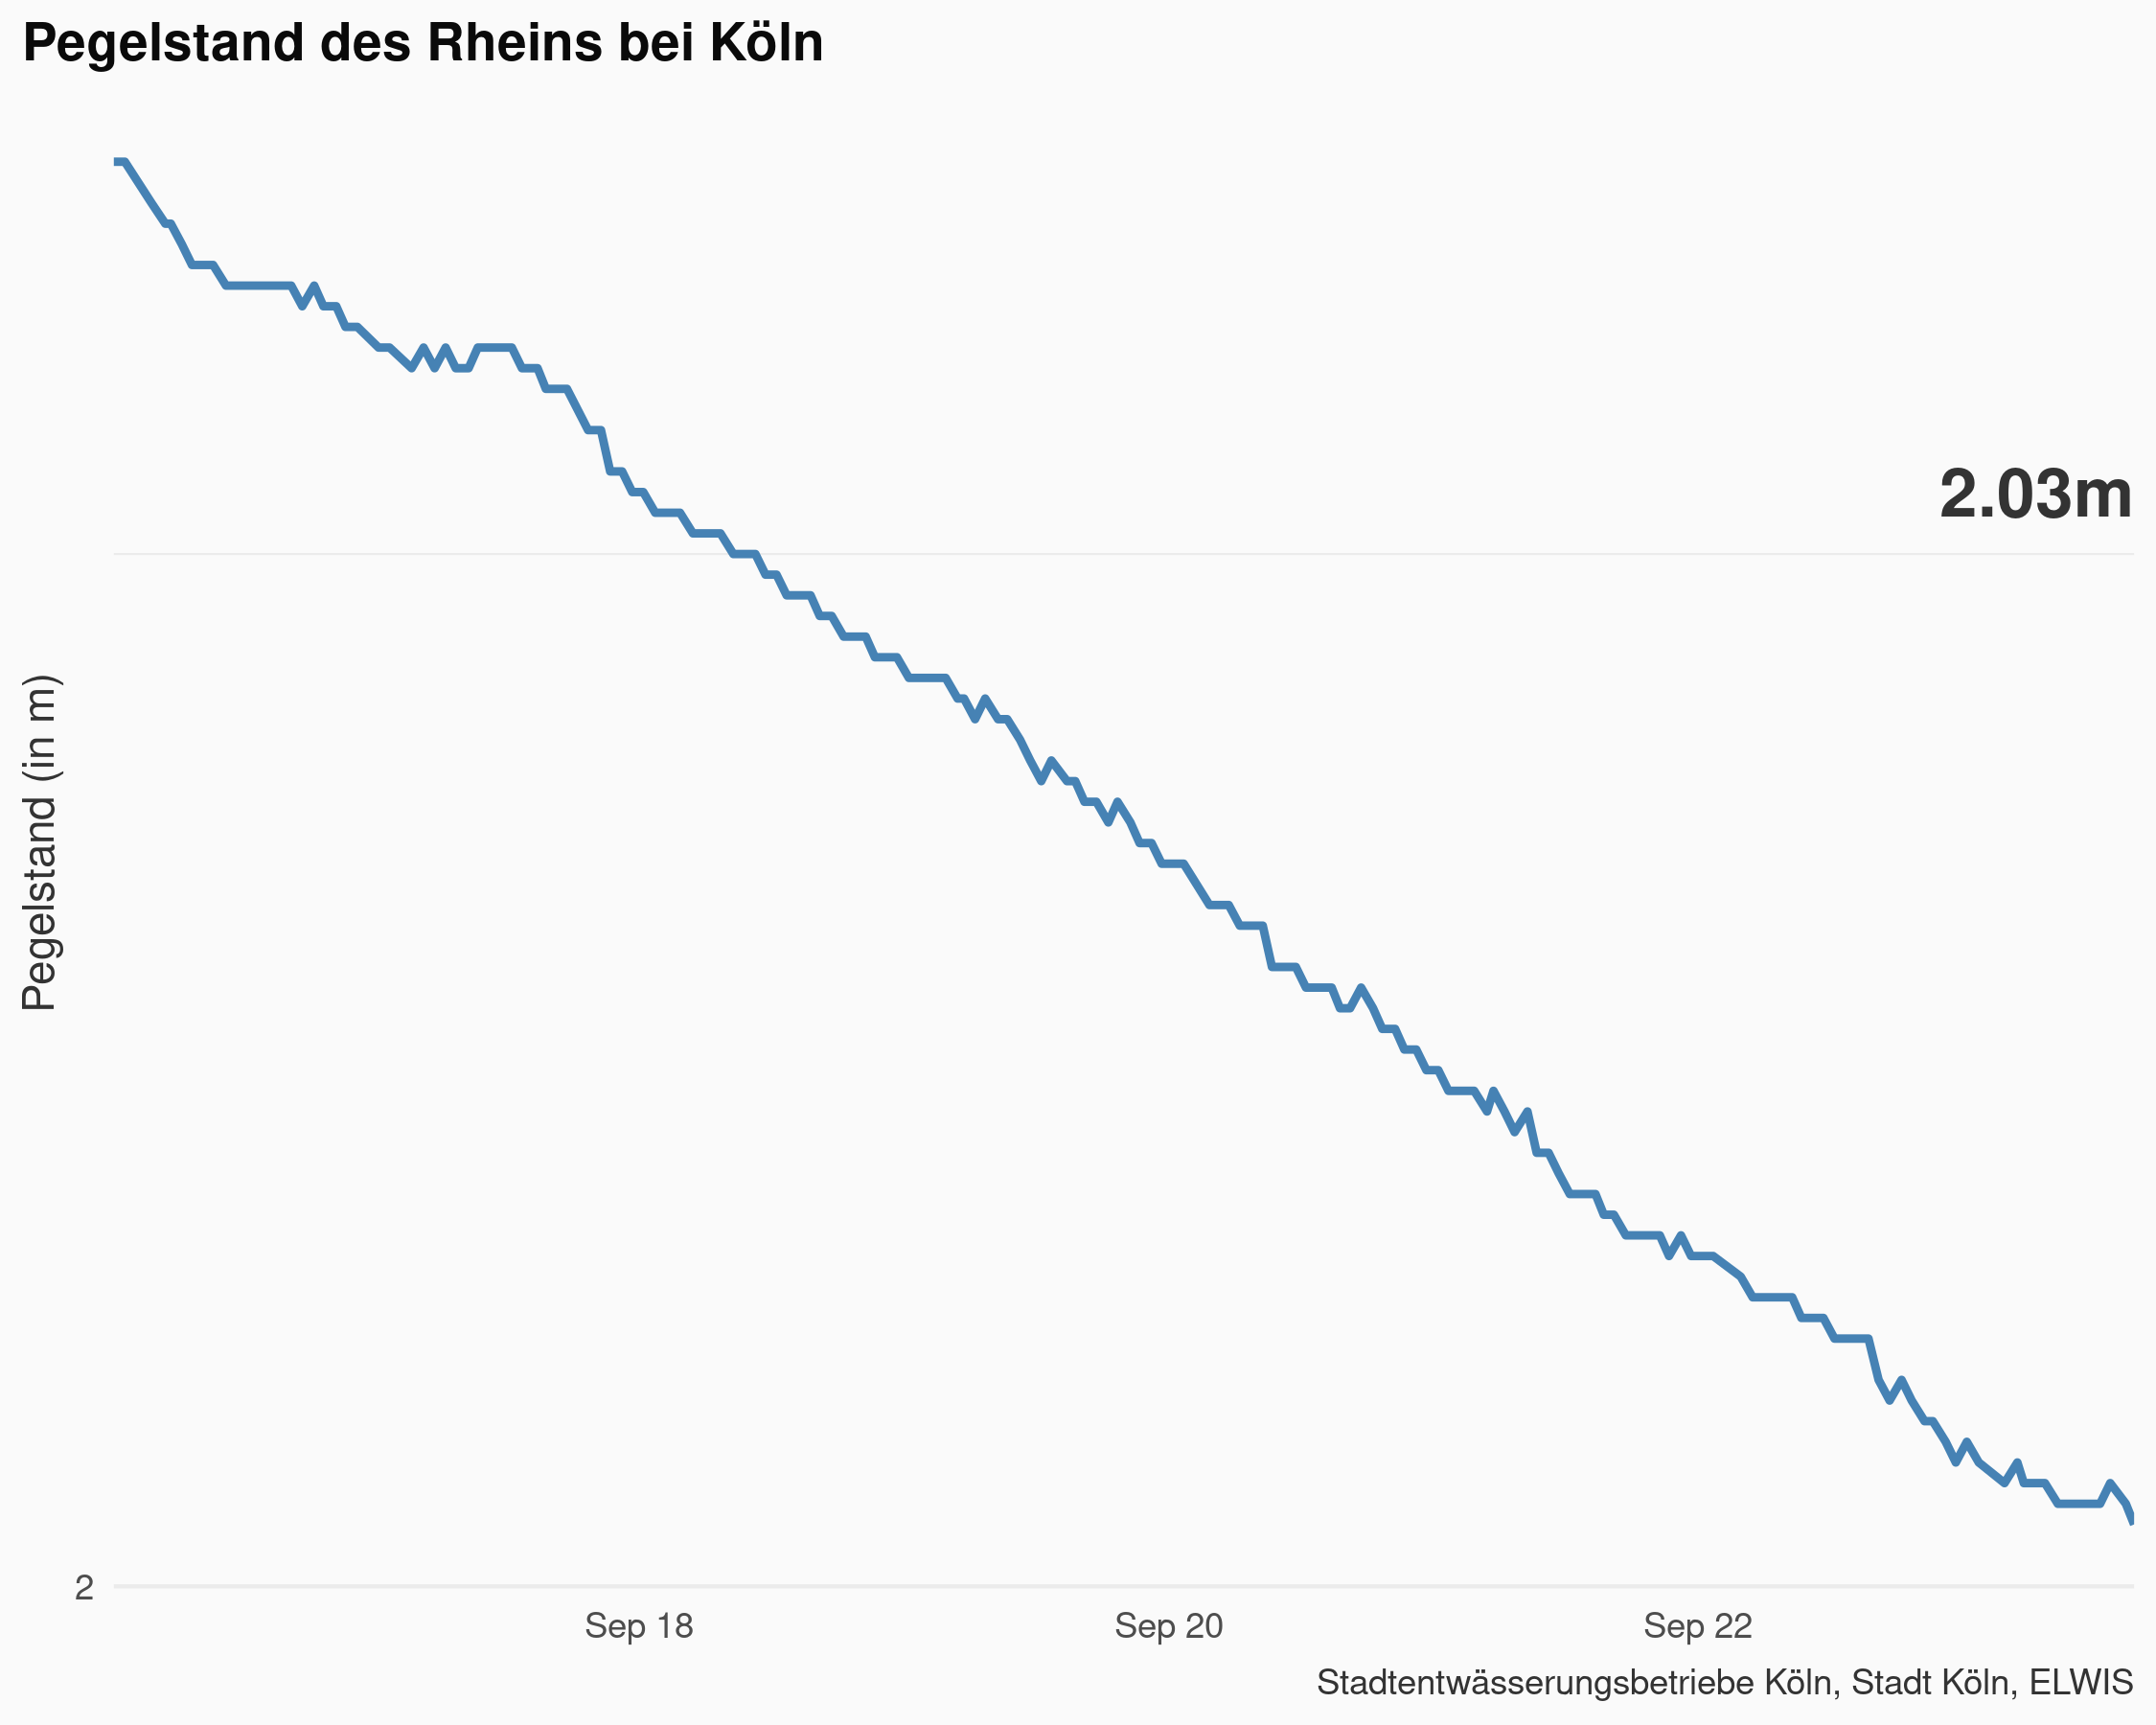 Pegelstand des Rheins bei Köln
2.03m
Pegelstand (in m)
2
Sep 18
Sep 20
Sep 22
Stadtentwässerungsbetriebe Köln, Stadt Köln, ELWIS